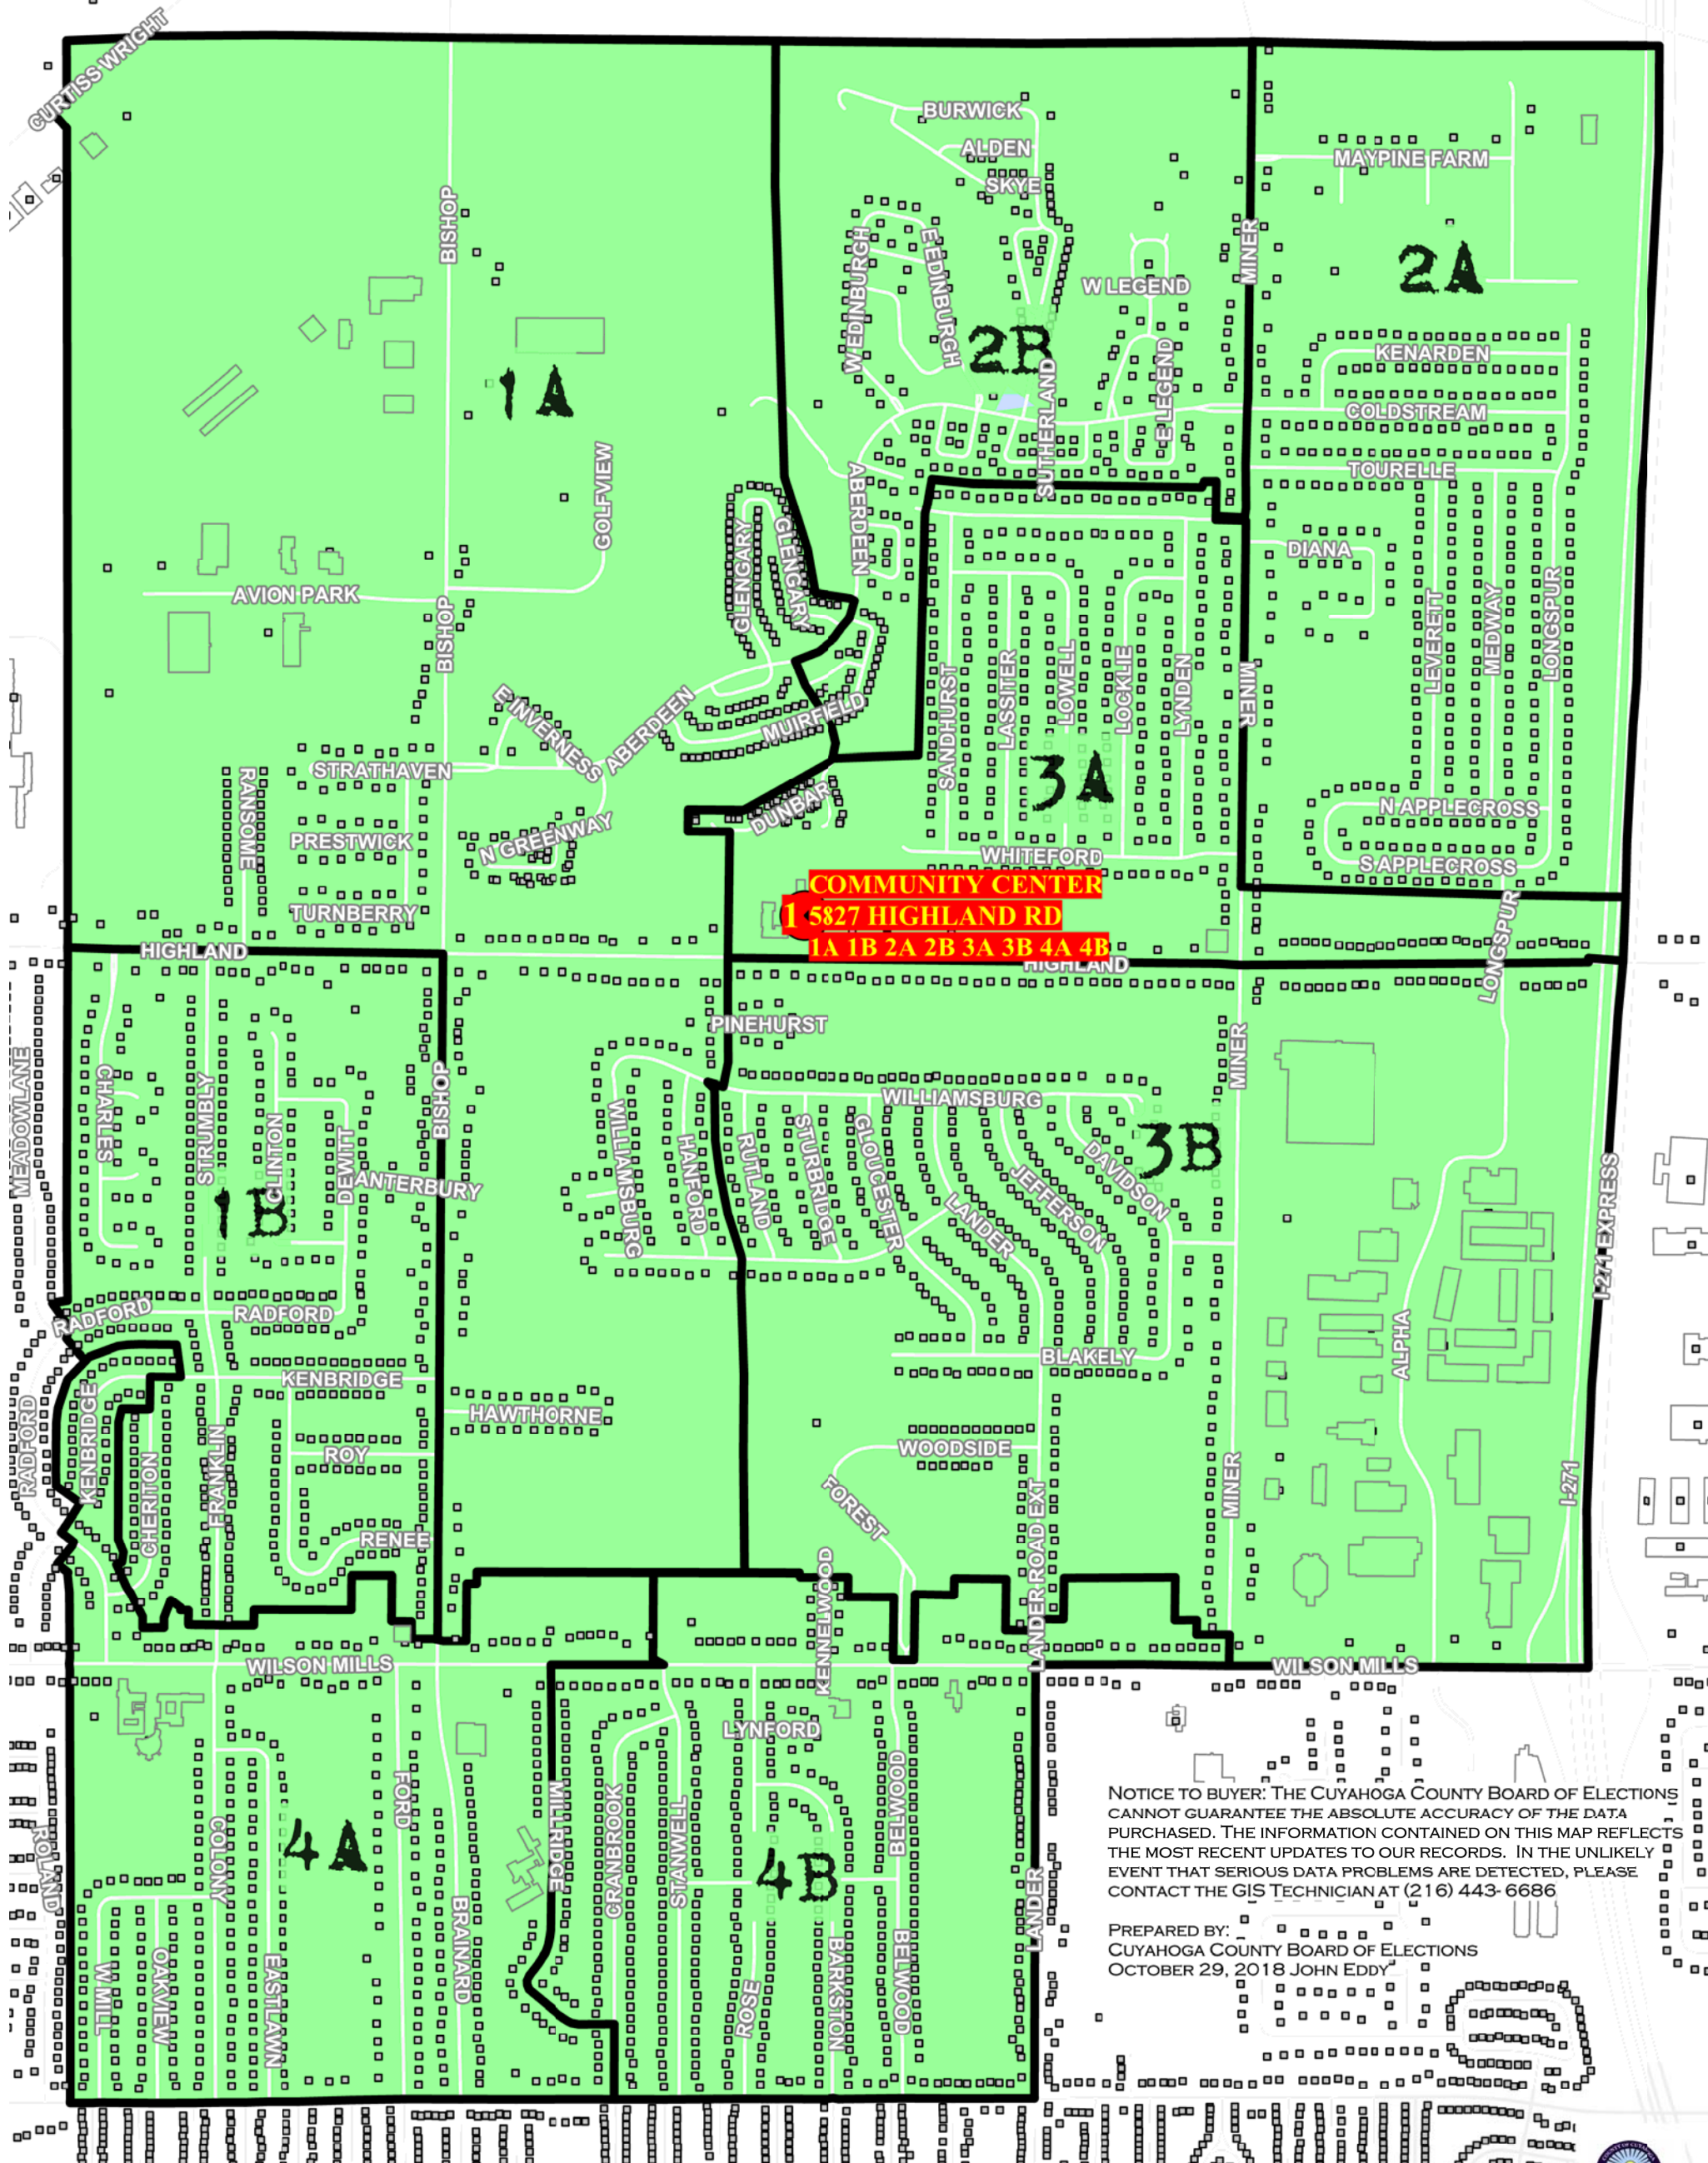 CURTISS WRIGHT
BURWICK
ALDEN
SKYE
MAYPINE FARM
BISHOP
W EDINBURGH
E EDINBURGH
MINER
2A
W LEGEND
2B
KENARDEN
1A
SUTHERLAND
E LEGEND
COLDSTREAM
GOLFVIEW
ABERDEEN
TOURELLE
GLENGARY
GLENGARY
DIANA
AVION PARK
BISHOP
LEVERETT
MEDWAY
LONGSPUR
SANDHURST
LASSITER
LOWELL
LOCKLIE
LYNDEN
MINER
E INVERNESS
ABERDEEN
MUIRFIELD
STRATHAVEN
3A
RANSOME
DUNBAR
N APPLECROSS
PRESTWICK
N GREENWAY
WHITEFORD
S APPLECROSS
TURNBERRY
COMMUNITY CENTER
1 5827 HIGHLAND RD
1A 1B 2A 2B 3A 3B 4A 4B
HIGHLAND
HIGHLAND
LONGSPUR
PINEHURST
MEADOWLANE
CHARLES
STRUMBLY
CLINTON
DEWITT
BISHOP
MINER
WILLIAMSBURG
WILLIAMSBURG
HANFORD
RUTLAND
STURBRIDGE
GLOUCESTER
LANDER
JEFFERSON
DAVIDSON
3B
ANTERBURY
1B
I-271 EXPRESS
RADFORD
RADFORD
BLAKELY
ALPHA
KENBRIDGE
RADFORD
KENBRIDGE
HAWTHORNE
CHERITON
FRANKLIN
ROY
WOODSIDE
FOREST
LANDER ROAD EXT
MINER
I-271
RENEE
KENNELWOOD
WILSON MILLS
WILSON MILLS
LYNFORD
ROLAND
COLONY
4A
FORD
MILLRIDGE
CRANBROOK
STANWELL
4B
BELWOOD
LANDER
W MILL
OAKVIEW
EASTLAWN
BRAINARD
ROSE
BARKSTON
BELWOOD
NOTICE TO BUYER: THE CUYAHOGA COUNTY BOARD OF ELECTIONS
CANNOT GUARANTEE THE ABSOLUTE ACCURACY OF THE DATA
PURCHASED. THE INFORMATION CONTAINED ON THIS MAP REFLECTS
THE MOST RECENT UPDATES TO OUR RECORDS. IN THE UNLIKELY
EVENT THAT SERIOUS DATA PROBLEMS ARE DETECTED, PLEASE
CONTACT THE GIS TECHNICIAN AT (216) 443-6686
PREPARED BY:
CUYAHOGA COUNTY BOARD OF ELECTIONS
OCTOBER 29, 2018 JOHN EDDY